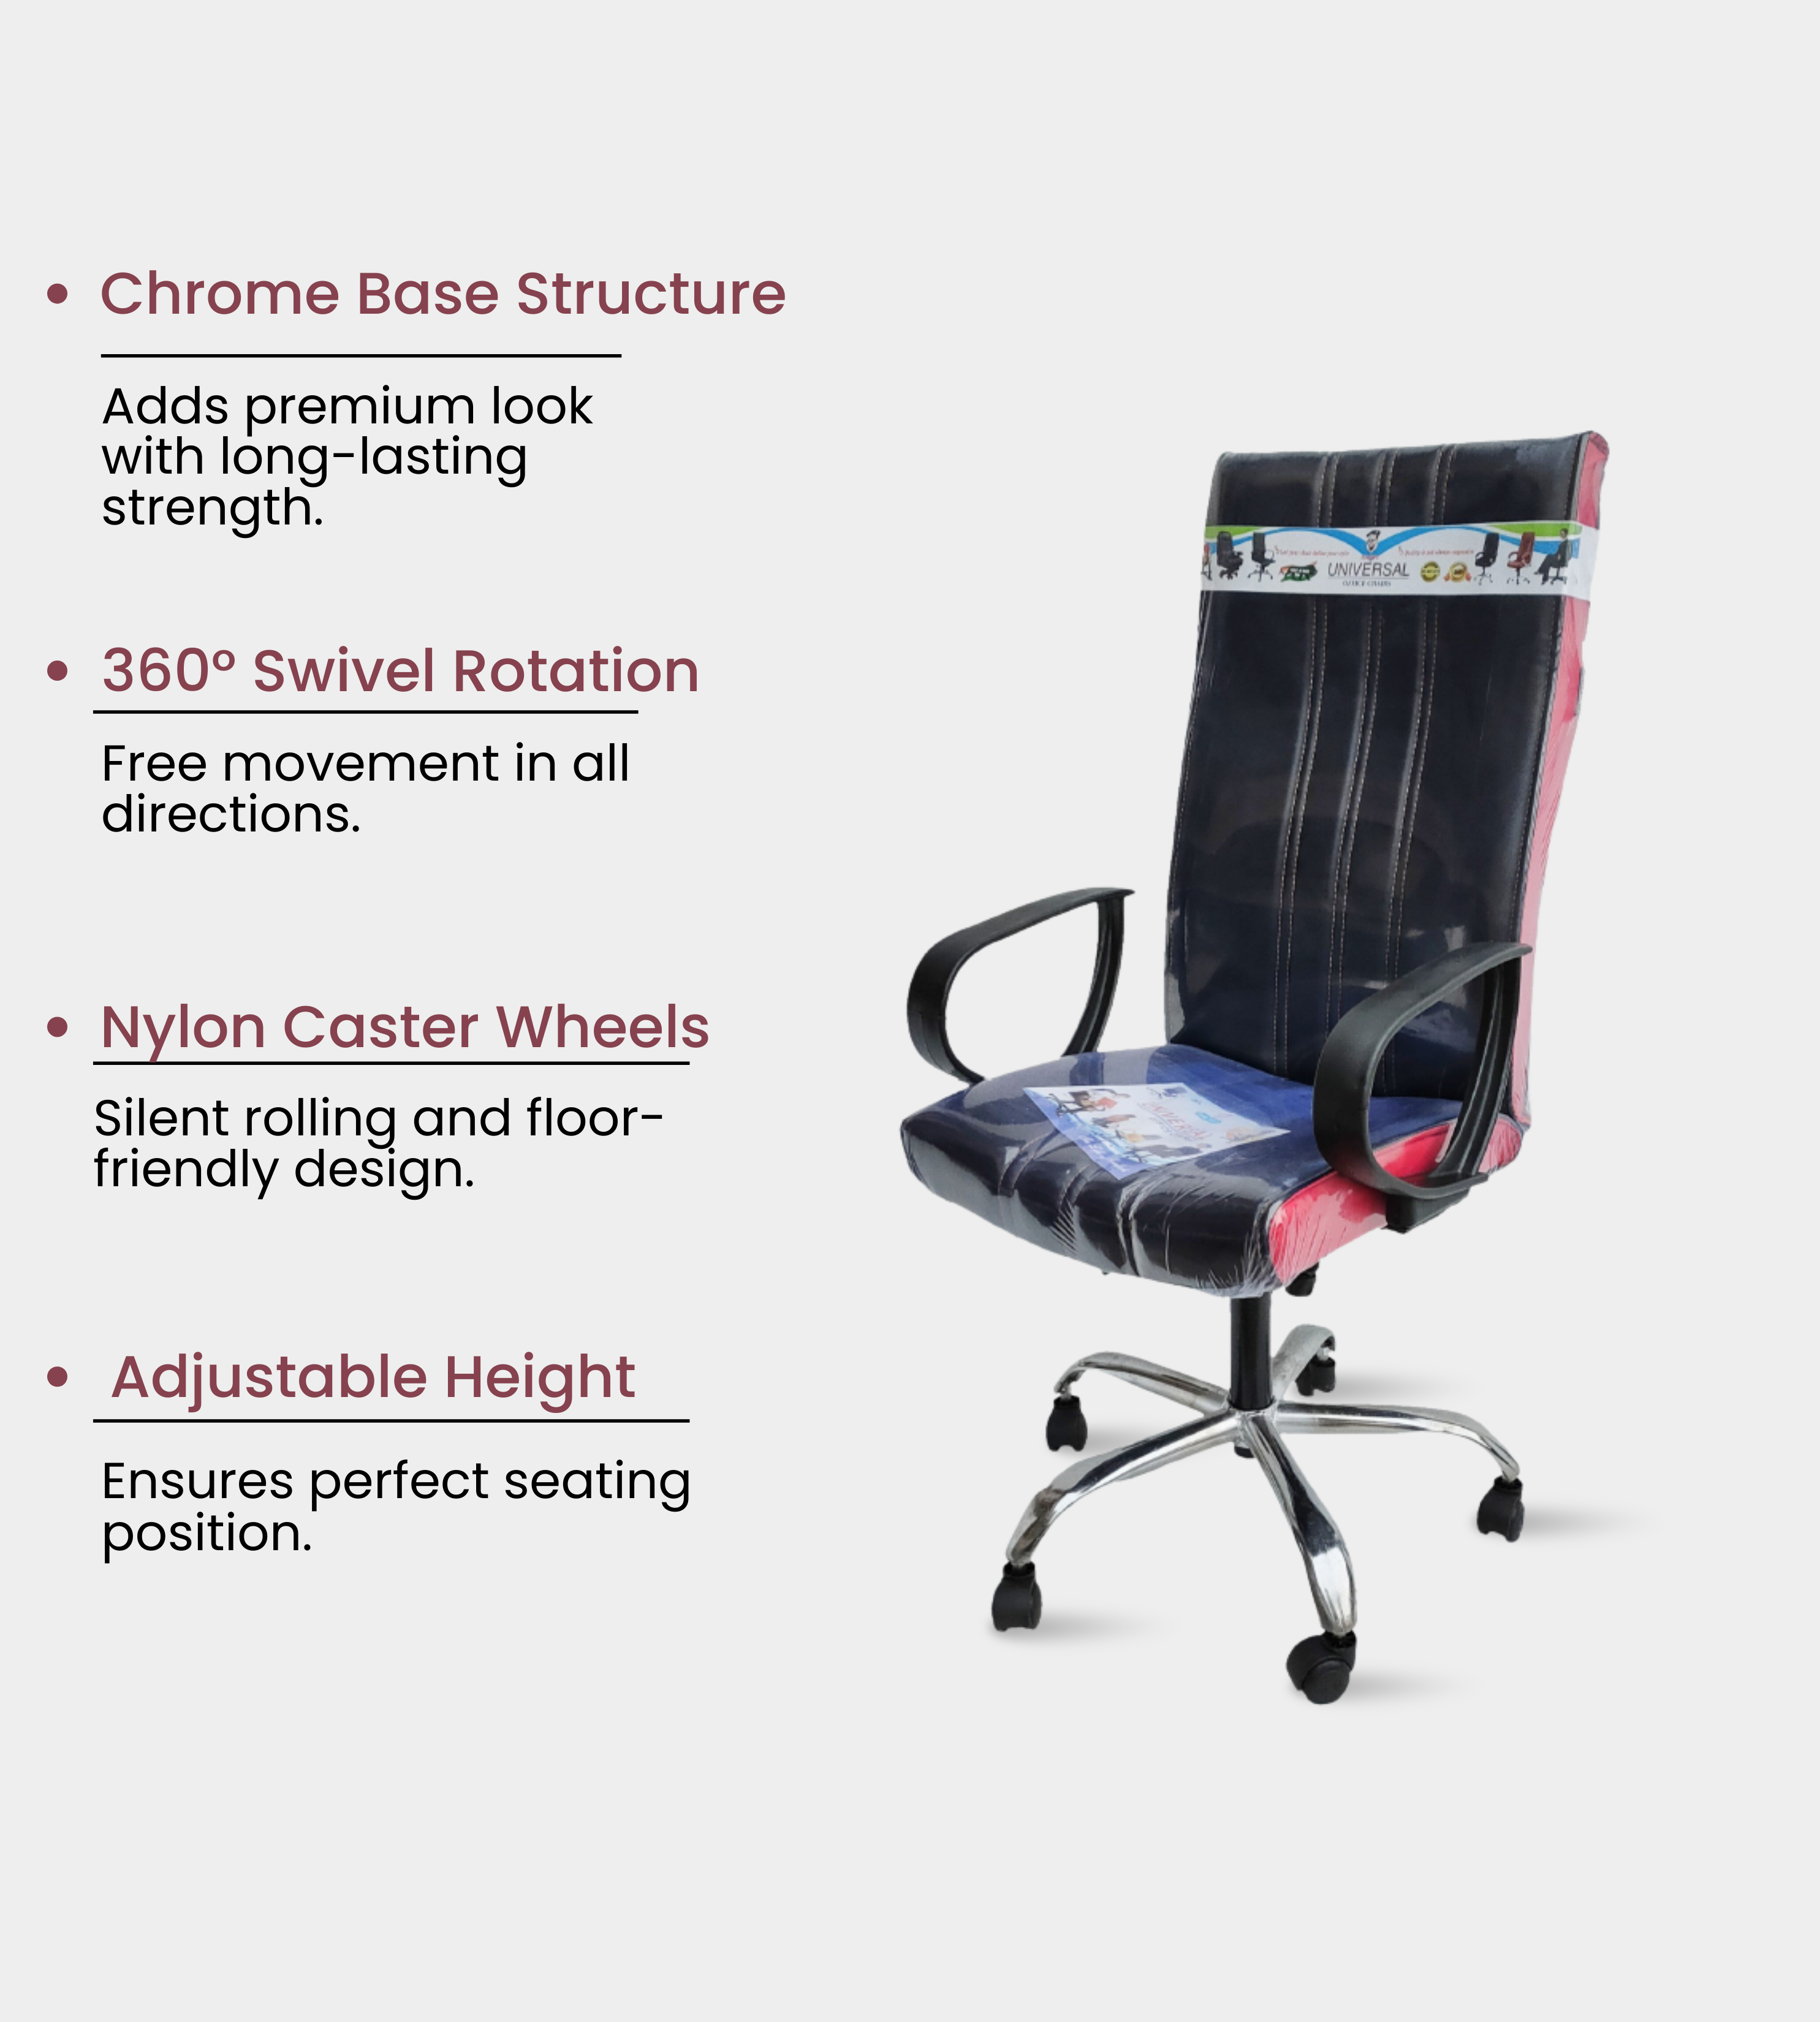 • Chrome Base Structure
Adds premium look
with long-lasting
strength.
• 360° Swivel Rotation
Free movement in all
directions.
• Nylon Caster Wheels
Silent rolling and floor-
friendly design.
• Adjustable Height
Ensures perfect seating
position.
UNIVERSAL